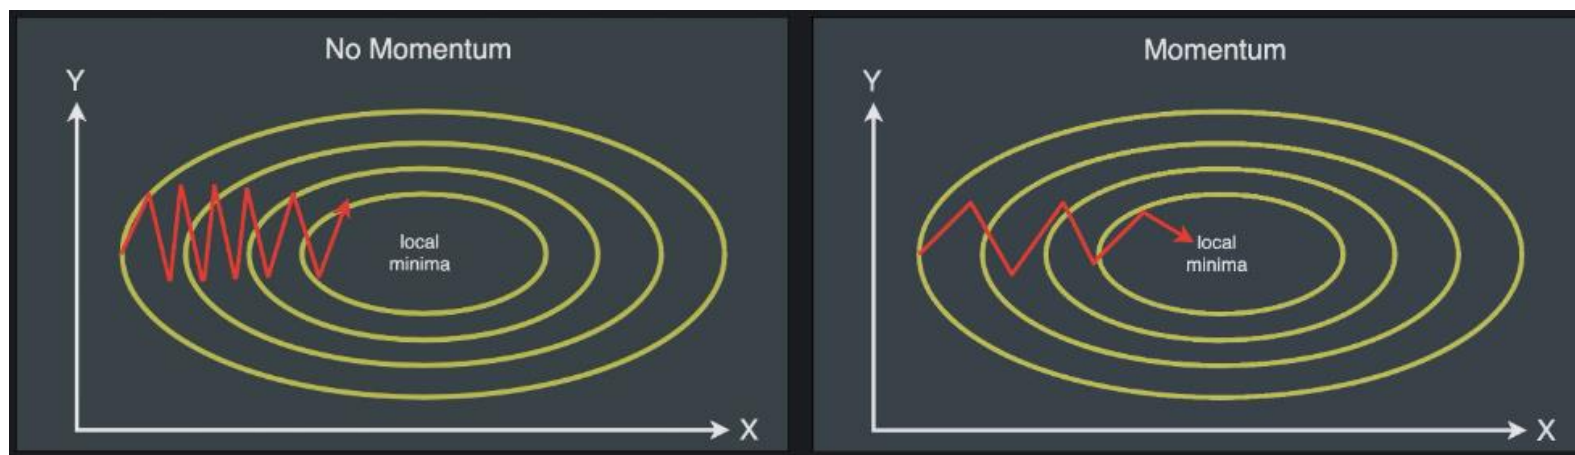 No Momentum
Y
local
minima
X
Momentum
Y
local
minima
X